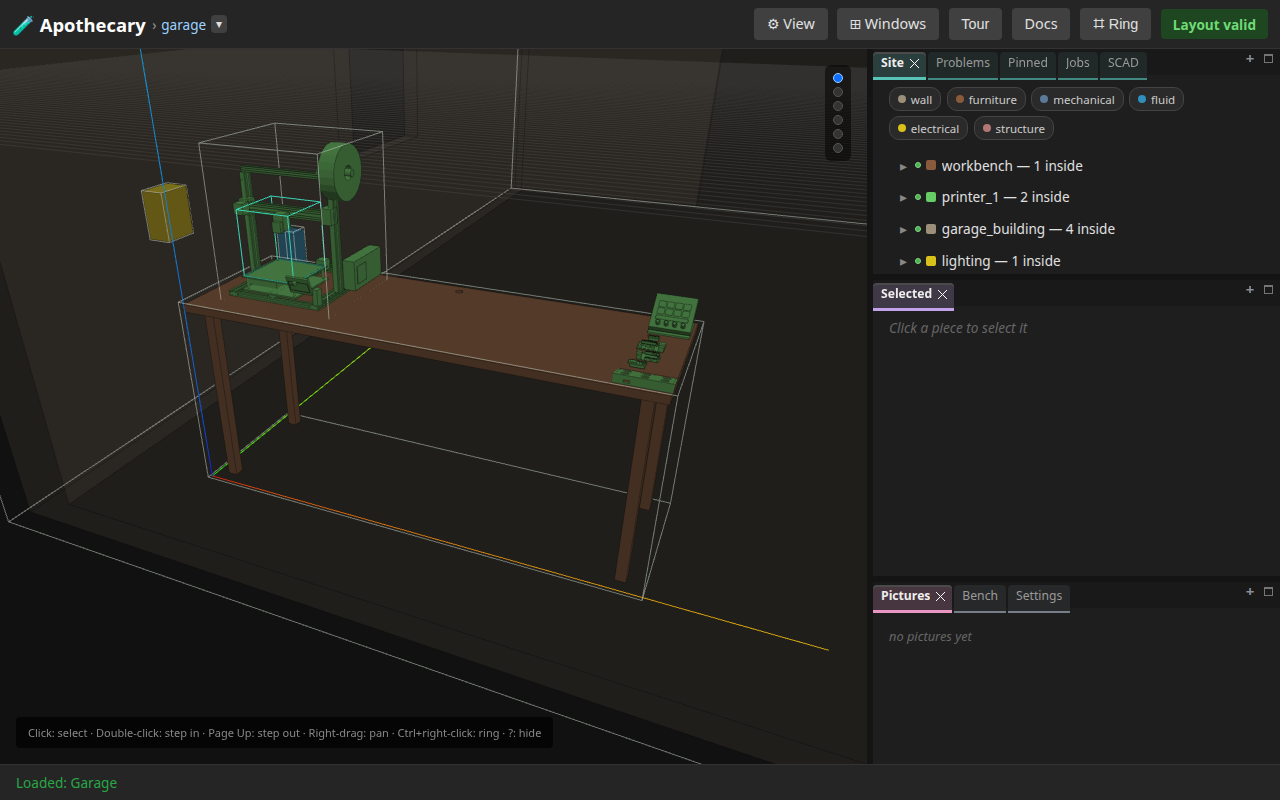 Apothecary › garage ▾
⚙ View
⊞ Windows
Tour
Docs
⌗ Ring
Layout valid
Site
Problems
Pinned
Jobs
SCAD
wall
furniture
mechanical
fluid
electrical
structure
workbench — 1 inside
printer_1 — 2 inside
garage_building — 4 inside
lighting — 1 inside
Selected
Click a piece to select it
Pictures
Bench
Settings
no pictures yet
Click: select · Double-click: step in · Page Up: step out · Right-drag: pan · Ctrl+right-click: ring · ?: hide
Loaded: Garage